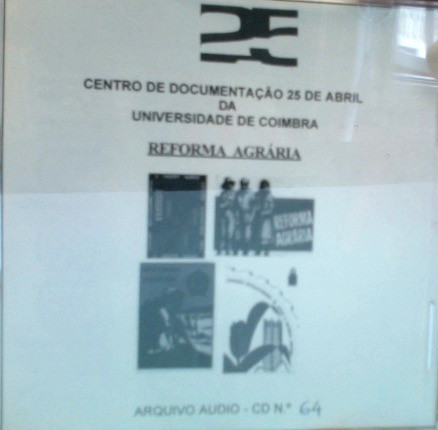 CENTRO DE DOCUMENTAÇÃO 25 DE ABRIL
DA
UNIVERSIDADE DE COIMBRA
REFORMA AGRÁRIA
REFORMA
AGRÁRIA
ARQUIVO AUDIO - CD N.º 64